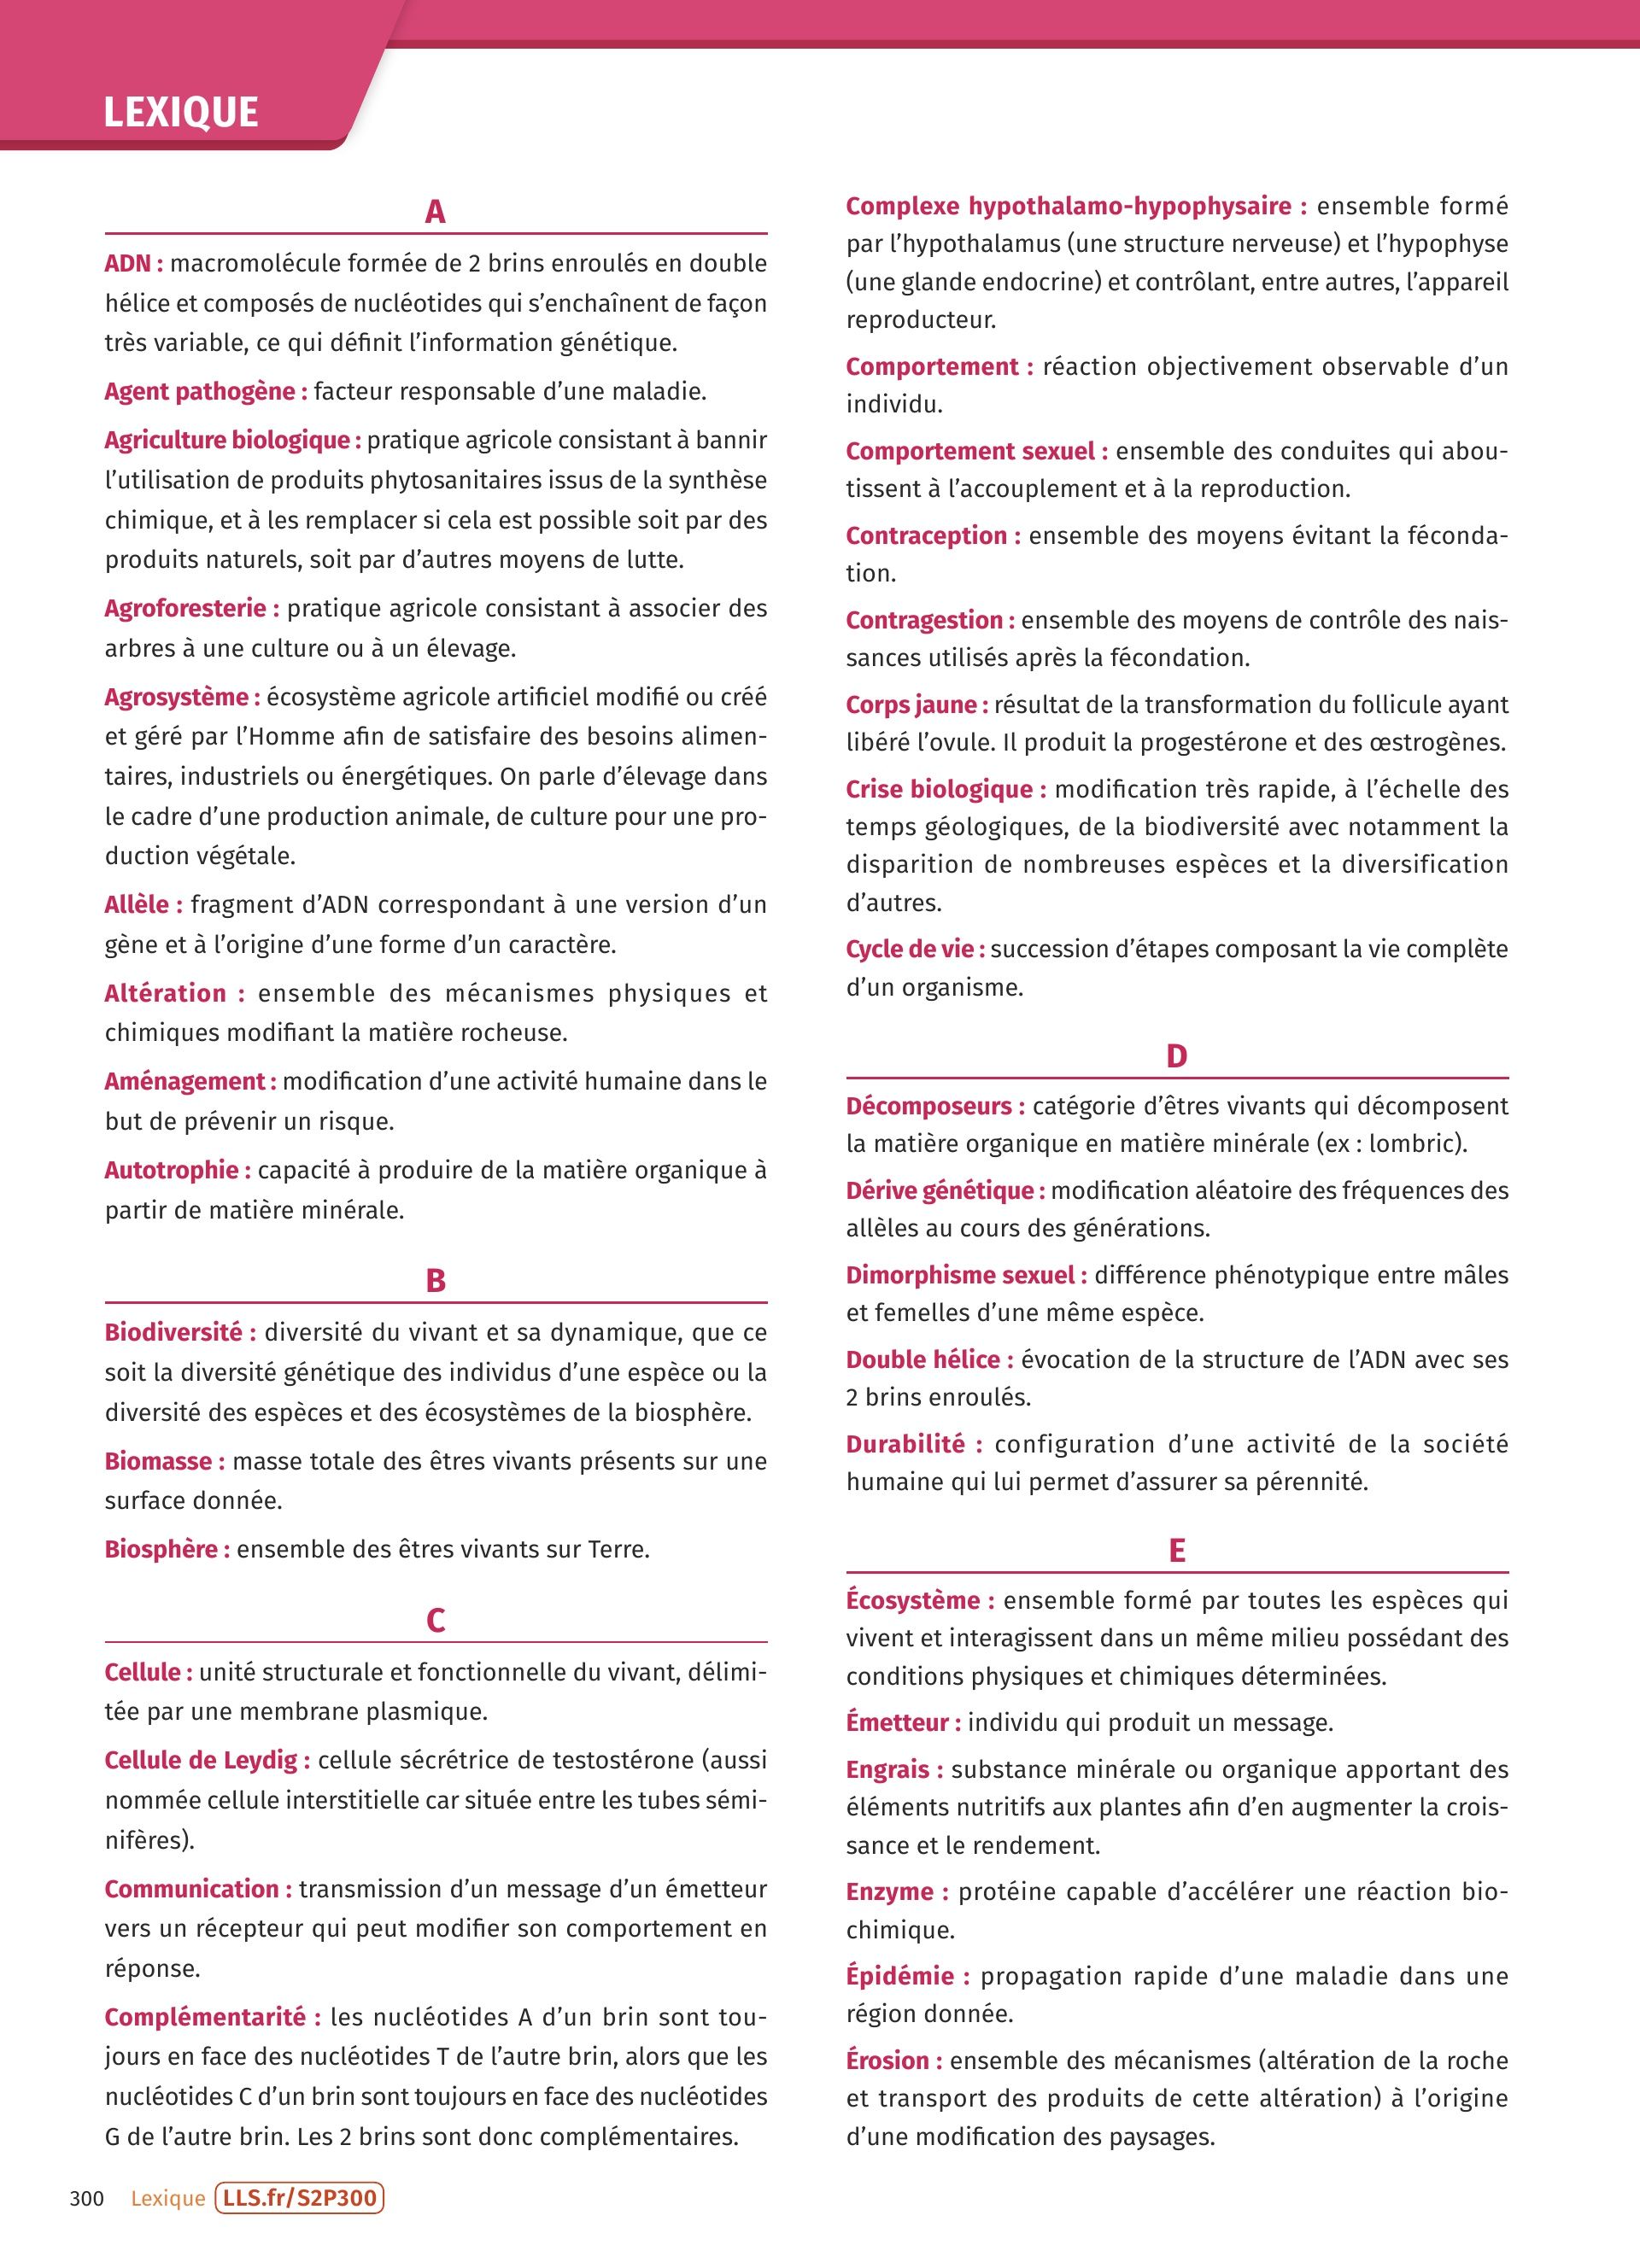 LEXIQUE
A
ADN : macromolécule formée de 2 brins enroulés en double
hélice et composés de nucléotides qui s’enchaînent de façon
très variable, ce qui définit l’information génétique.
Agent pathogène : facteur responsable d’une maladie.
Agriculture biologique : pratique agricole consistant à bannir
l’utilisation de produits phytosanitaires issus de la synthèse
chimique, et à les remplacer si cela est possible soit par des
produits naturels, soit par d’autres moyens de lutte.
Agroforesterie : pratique agricole consistant à associer des
arbres à une culture ou à un élevage.
Agrosystème : écosystème agricole artificiel modifié ou créé
et géré par l’Homme afin de satisfaire des besoins alimen-
taires, industriels ou énergétiques. On parle d’élevage dans
le cadre d’une production animale, de culture pour une pro-
duction végétale.
Allèle : fragment d’ADN correspondant à une version d’un
gène et à l’origine d’une forme d’un caractère.
Altération : ensemble des mécanismes physiques et
chimiques modifiant la matière rocheuse.
Aménagement : modification d’une activité humaine dans le
but de prévenir un risque.
Autotrophie : capacité à produire de la matière organique à
partir de matière minérale.
B
Biodiversité : diversité du vivant et sa dynamique, que ce
soit la diversité génétique des individus d’une espèce ou la
diversité des espèces et des écosystèmes de la biosphère.
Biomasse : masse totale des êtres vivants présents sur une
surface donnée.
Biosphère : ensemble des êtres vivants sur Terre.
C
Cellule : unité structurale et fonctionnelle du vivant, délimi-
tée par une membrane plasmique.
Cellule de Leydig : cellule sécrétrice de testostérone (aussi
nommée cellule interstitielle car située entre les tubes sémi-
nifères).
Communication : transmission d’un message d’un émetteur
vers un récepteur qui peut modifier son comportement en
réponse.
Complémentarité : les nucléotides A d’un brin sont tou-
jours en face des nucléotides T de l’autre brin, alors que les
nucléotides C d’un brin sont toujours en face des nucléotides
G de l’autre brin. Les 2 brins sont donc complémentaires.
Complexe hypothalamo-hypophysaire : ensemble formé
par l’hypothalamus (une structure nerveuse) et l’hypophyse
(une glande endocrine) et contrôlant, entre autres, l’appareil
reproducteur.
Comportement : réaction objectivement observable d’un
individu.
Comportement sexuel : ensemble des conduites qui abou-
tissent à l’accouplement et à la reproduction.
Contraception : ensemble des moyens évitant la féconda-
tion.
Contragestion : ensemble des moyens de contrôle des nais-
sances utilisés après la fécondation.
Corps jaune : résultat de la transformation du follicule ayant
libéré l’ovule. Il produit la progestérone et des œstrogènes.
Crise biologique : modification très rapide, à l’échelle des
temps géologiques, de la biodiversité avec notamment la
disparition de nombreuses espèces et la diversification
d’autres.
Cycle de vie : succession d’étapes composant la vie complète
d’un organisme.
D
Décomposeurs : catégorie d’êtres vivants qui décomposent
la matière organique en matière minérale (ex : lombric).
Dérive génétique : modification aléatoire des fréquences des
allèles au cours des générations.
Dimorphisme sexuel : différence phénotypique entre mâles
et femelles d’une même espèce.
Double hélice : évocation de la structure de l’ADN avec ses
2 brins enroulés.
Durabilité : configuration d’une activité de la société
humaine qui lui permet d’assurer sa pérennité.
E
Écosystème : ensemble formé par toutes les espèces qui
vivent et interagissent dans un même milieu possédant des
conditions physiques et chimiques déterminées.
Émetteur : individu qui produit un message.
Engrais : substance minérale ou organique apportant des
éléments nutritifs aux plantes afin d’en augmenter la crois-
sance et le rendement.
Enzyme : protéine capable d’accélérer une réaction bio-
chimique.
Épidémie : propagation rapide d’une maladie dans une
région donnée.
Érosion : ensemble des mécanismes (altération de la roche
et transport des produits de cette altération) à l’origine
d’une modification des paysages.
300 Lexique LLS.fr/S2P300